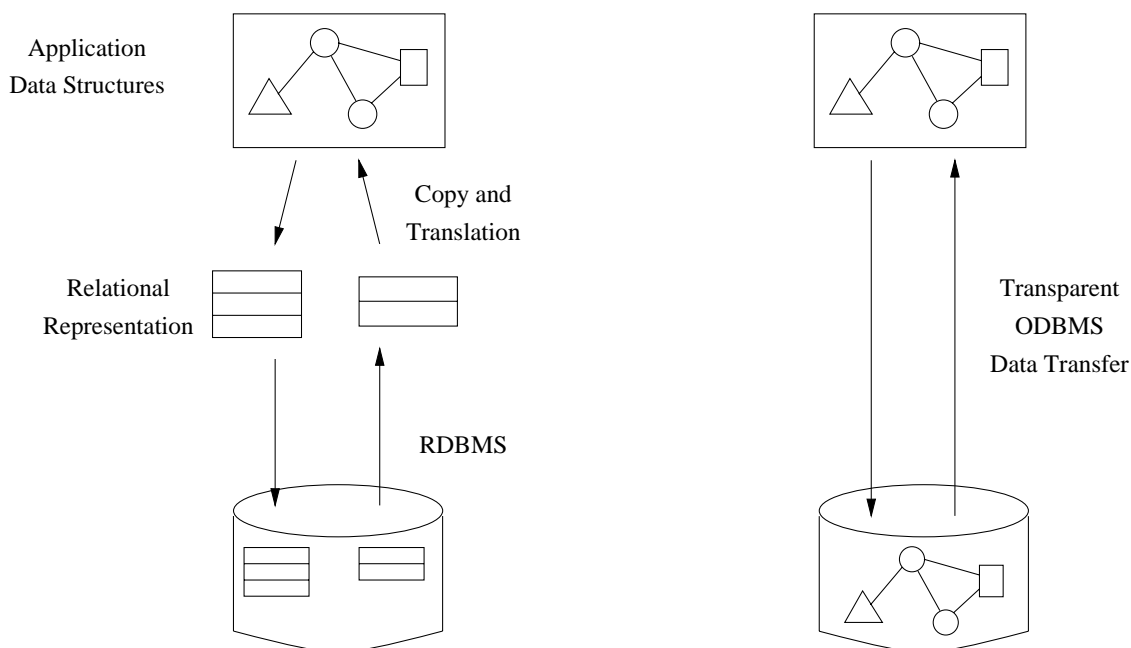 Application
Data Structures
Copy and
Translation
Relational
Representation
Transparent
ODBMS
Data Transfer
RDBMS